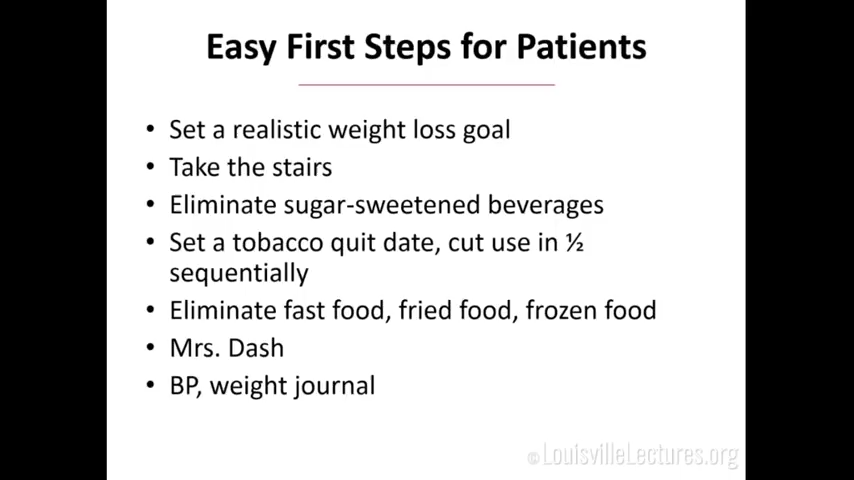 Easy First Steps for Patients
• Set a realistic weight loss goal
• Take the stairs
• Eliminate sugar-sweetened beverages
• Set a tobacco quit date, cut use in ½
sequentially
• Eliminate fast food, fried food, frozen food
• Mrs. Dash
• BP, weight journal
© LouisvilleLectures.org